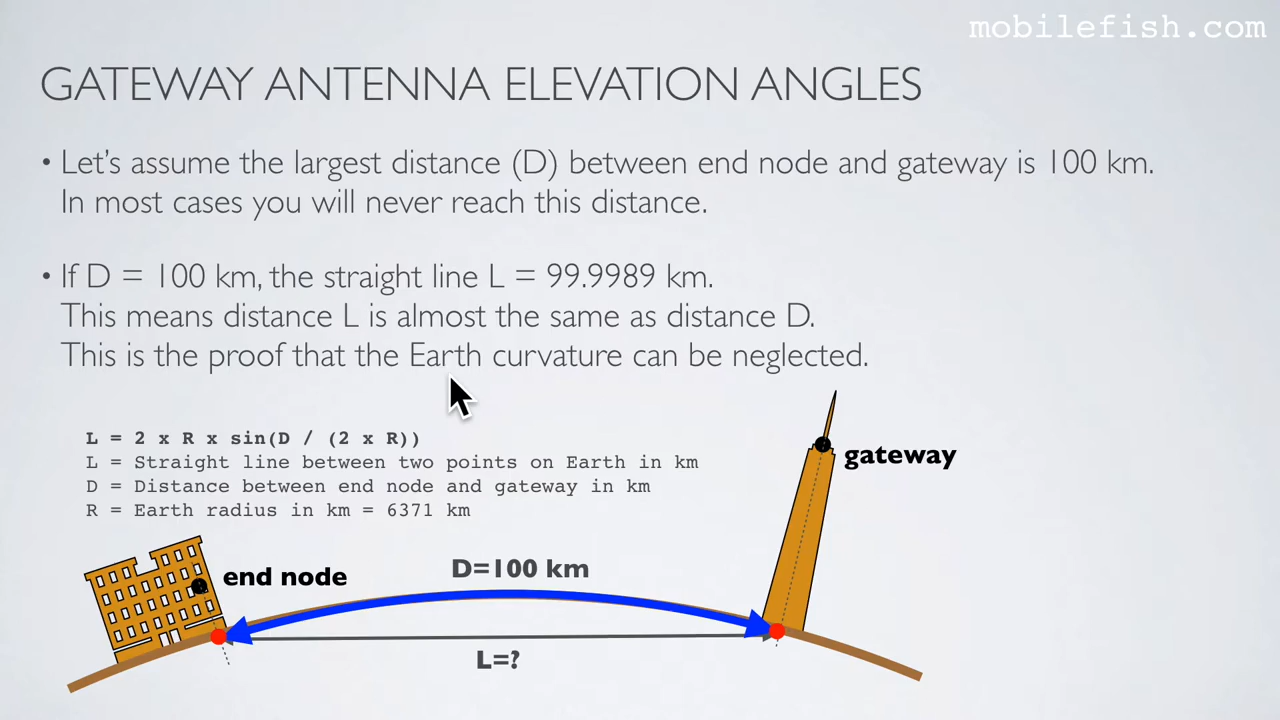 mobilefish.com
GATEWAY ANTENNA ELEVATION ANGLES
• Let's assume the largest distance (D) between end node and gateway is 100 km.
In most cases you will never reach this distance.
• If D = 100 km, the straight line L = 99.9989 km.
This means distance L is almost the same as distance D.
This is the proof that the Earth curvature can be neglected.
L = 2 x R x sin(D / (2 x R))
L = Straight line between two points on Earth in km
D = Distance between end node and gateway in km
R = Earth radius in km = 6371 km
gateway
end node
D=100 km
L=?